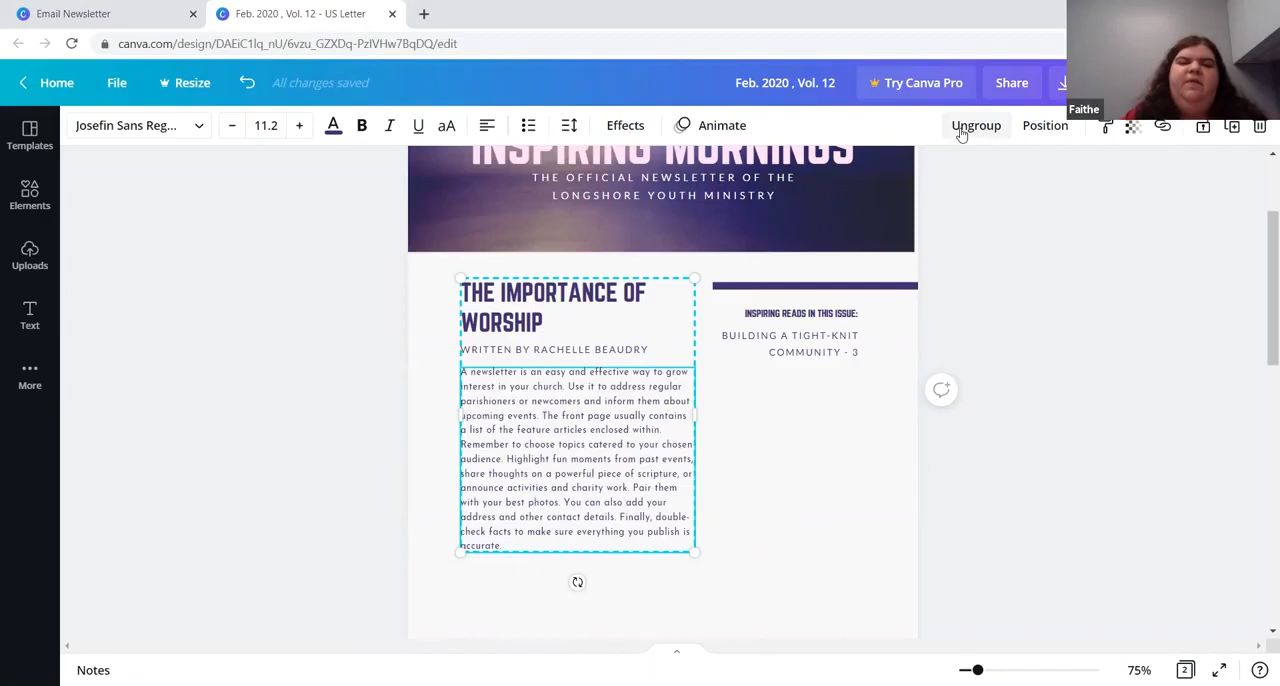 Email Newsletter
Feb. 2020 , Vol. 12 - US Letter
canva.com/design/DAEiC1lq_nU/6vzu_GZXDq-PzIVHw7BqDQ/edit
Home File Resize All changes saved Feb. 2020 , Vol. 12 Try Canva Pro Share
Faithe
Josefin Sans Reg... - 11.2 + A B I U aA Effects Animate Ungroup Position
Templates
Elements
Uploads
Text
More
INSPIRING MORNINGS
THE OFFICIAL NEWSLETTER OF THE
LONGSHORE YOUTH MINISTRY
THE IMPORTANCE OF
WORSHIP
WRITTEN BY RACHELLE BEAUDRY
A newsletter is an easy and effective way to grow
interest in your church. Use it to address regular
parishioners or newcomers and inform them about
upcoming events. The front page usually contains
a list of the feature articles enclosed within.
Remember to choose topics catered to your chosen
audience. Highlight fun moments from past events,
share thoughts on a powerful piece of scripture, or
announce activities and charity work. Pair them
with your best photos. You can also add your
address and other contact details. Finally, double-
check facts to make sure everything you publish is
accurate.
INSPIRING READS IN THIS ISSUE:
BUILDING A TIGHT-KNIT
COMMUNITY - 3
Notes 75% 2